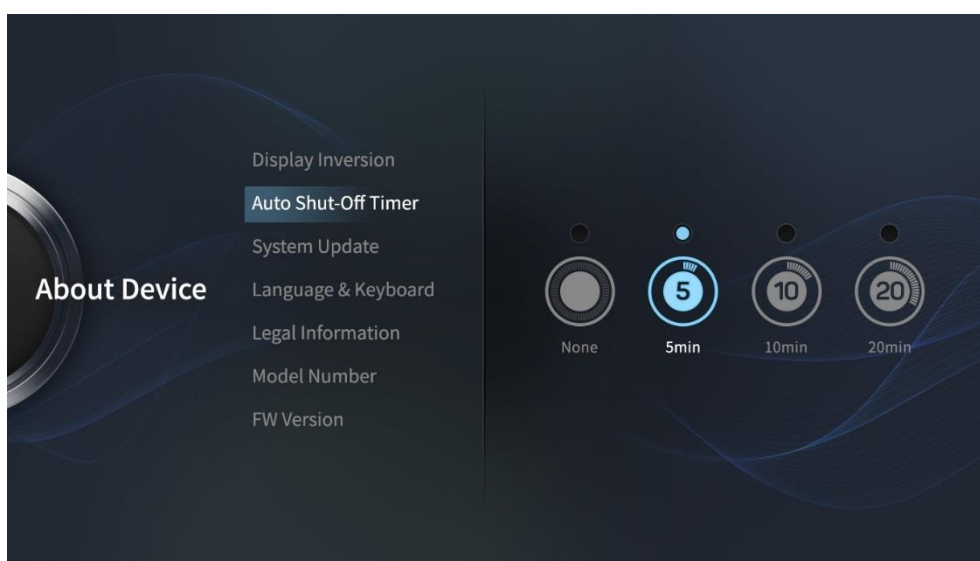 About Device
Display Inversion
Auto Shut-Off Timer
System Update
Language & Keyboard
Legal Information
Model Number
FW Version
5
10
20
None
5min
10min
20min